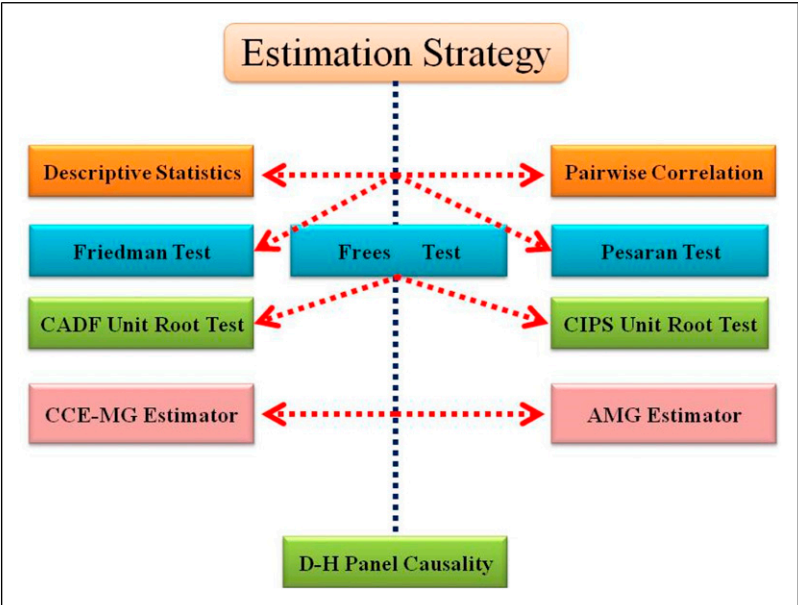 Estimation Strategy
Descriptive Statistics
Pairwise Correlation
Friedman Test
Frees Test
Pesaran Test
CADF Unit Root Test
CIPS Unit Root Test
CCE-MG Estimator
AMG Estimator
D-H Panel Causality